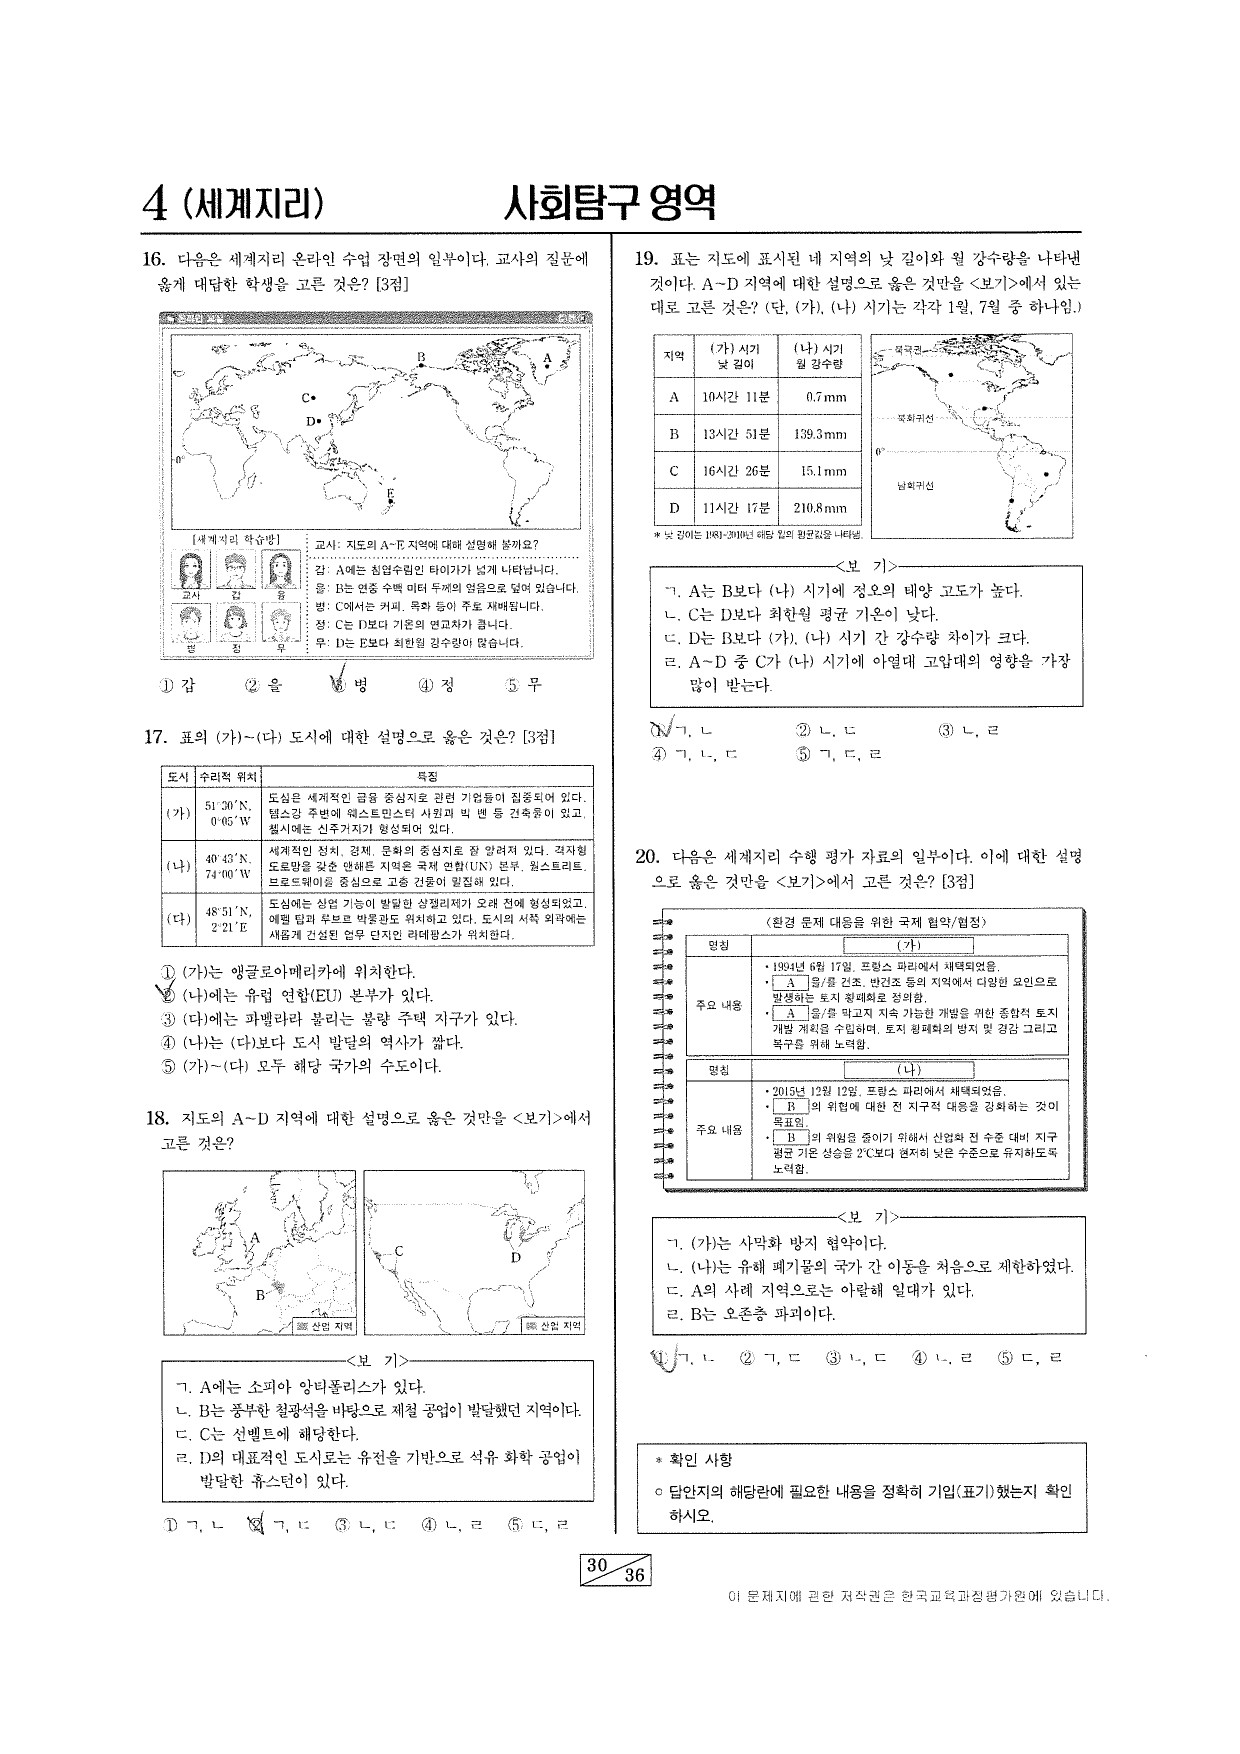 4 (세계지리)
사회탐구 영역
16. 다음은 세계지리 온라인 수업 장면의 일부이다. 교사의 질문에
옳게 대답한 학생을 고른 것은? [3점]
B
A
C
D
E
0°
[세계지리 학습방]
교사 갑 을
병 정 무
교사: 지도의 A~E 지역에 대해 설명해 볼까요?
갑: A에는 침엽수림인 타이가가 넓게 나타납니다.
을: B는 연중 수백 미터 두께의 얼음으로 덮여 있습니다.
병: C에서는 커피, 목화 등이 주로 재배됩니다.
정: C는 D보다 기온의 연교차가 큽니다.
무: D는 E보다 최한월 강수량이 많습니다.
① 갑 ② 을 ③ 병 ④ 정 ⑤ 무
17. 표의 (가)~(다) 도시에 대한 설명으로 옳은 것은? [3점]
도시 수리적 위치 특징
(가) 51°30′N, 0°05′W
도심은 세계적인 금융 중심지로 관련 기업들이 집중되어 있다.
템스강 주변에 웨스트민스터 사원과 빅 벤 등 건축물이 있고,
첼시에는 신주거지가 형성되어 있다.
(나) 40°43′N, 74°00′W
세계적인 정치, 경제, 문화의 중심지로 잘 알려져 있다. 격자형
도로망을 갖춘 맨해튼 지역은 국제 연합(UN) 본부, 월스트리트,
브로드웨이를 중심으로 고층 건물이 밀집해 있다.
(다) 48°51′N, 2°21′E
도심에는 상업 기능이 발달한 샹젤리제가 오래 전에 형성되었고,
에펠 탑과 루브르 박물관도 위치하고 있다. 도시의 서쪽 외곽에는
새롭게 건설된 업무 단지인 라데팡스가 위치한다.
① (가)는 앵글로아메리카에 위치한다.
② (나)에는 유럽 연합(EU) 본부가 있다.
③ (다)에는 파벨라라 불리는 불량 주택 지구가 있다.
④ (나)는 (다)보다 도시 발달의 역사가 짧다.
⑤ (가)~(다) 모두 해당 국가의 수도이다.
18. 지도의 A~D 지역에 대한 설명으로 옳은 것만을 <보기>에서
고른 것은?
A
B
산업 지역
C
D
산업 지역
<보 기>
ㄱ. A에는 소피아 앙티폴리스가 있다.
ㄴ. B는 풍부한 철광석을 바탕으로 제철 공업이 발달했던 지역이다.
ㄷ. C는 선벨트에 해당한다.
ㄹ. D의 대표적인 도시로는 유전을 기반으로 석유 화학 공업이
발달한 휴스턴이 있다.
① ㄱ, ㄴ ② ㄱ, ㄷ ③ ㄴ, ㄷ ④ ㄴ, ㄹ ⑤ ㄷ, ㄹ
19. 표는 지도에 표시된 네 지역의 낮 길이와 월 강수량을 나타낸
것이다. A~D 지역에 대한 설명으로 옳은 것만을 <보기>에서 있는
대로 고른 것은? (단, (가), (나) 시기는 각각 1월, 7월 중 하나임.)
지역 (가) 시기 낮 길이 (나) 시기 월 강수량
A 10시간 11분 0.7mm
B 13시간 51분 139.3mm
C 16시간 26분 15.1mm
D 11시간 17분 210.8mm
* 낮 길이는 1981~2010년 해당 월의 평균값을 나타냄.
북극권
북회귀선
0°
남회귀선
<보 기>
ㄱ. A는 B보다 (나) 시기에 정오의 태양 고도가 높다.
ㄴ. C는 D보다 최한월 평균 기온이 낮다.
ㄷ. D는 B보다 (가), (나) 시기 간 강수량 차이가 크다.
ㄹ. A~D 중 C가 (나) 시기에 아열대 고압대의 영향을 가장
많이 받는다.
① ㄱ, ㄴ ② ㄴ, ㄷ ③ ㄴ, ㄹ
④ ㄱ, ㄴ, ㄷ ⑤ ㄱ, ㄷ, ㄹ
20. 다음은 세계지리 수행 평가 자료의 일부이다. 이에 대한 설명
으로 옳은 것만을 <보기>에서 고른 것은? [3점]
(환경 문제 대응을 위한 국제 협약/협정)
명칭 (가)
주요 내용
• 1994년 6월 17일, 프랑스 파리에서 채택되었음.
• A 을/를 건조, 반건조 등의 지역에서 다양한 요인으로
발생하는 토지 황폐화로 정의함.
• A 을/를 막고지 지속 가능한 개발을 위한 종합적 토지
개발 계획을 수립하며, 토지 황폐화의 방지 및 경감 그리고
복구를 위해 노력함.
명칭 (나)
주요 내용
• 2015년 12월 12일, 프랑스 파리에서 채택되었음.
• B 의 위협에 대한 전 지구적 대응을 강화하는 것이
목표임.
• B 의 위험을 줄이기 위해서 산업화 전 수준 대비 지구
평균 기온 상승을 2℃보다 현저히 낮은 수준으로 유지하도록
노력함.
<보 기>
ㄱ. (가)는 사막화 방지 협약이다.
ㄴ. (나)는 유해 폐기물의 국가 간 이동을 처음으로 제한하였다.
ㄷ. A의 사례 지역으로는 아랄해 일대가 있다.
ㄹ. B는 오존층 파괴이다.
① ㄱ, ㄴ ② ㄱ, ㄷ ③ ㄴ, ㄷ ④ ㄴ, ㄹ ⑤ ㄷ, ㄹ
* 확인 사항
○ 답안지의 해당란에 필요한 내용을 정확히 기입(표기)했는지 확인
하시오.
30 36
이 문제지에 관한 저작권은 한국교육과정평가원에 있습니다.